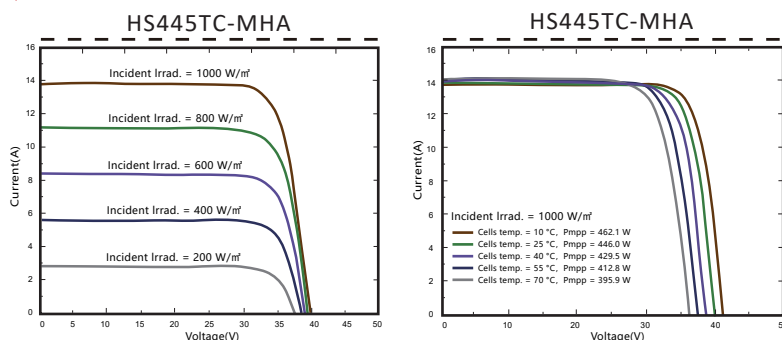 HS445TC-MHA
16
14
12
10
8
6
4
2
0
Current(A)
Incident Irrad. = 1000 W/㎡
Incident Irrad. = 800 W/㎡
Incident Irrad. = 600 W/㎡
Incident Irrad. = 400 W/㎡
Incident Irrad. = 200 W/㎡
0 5 10 15 20 25 30 35 40 45 50
Voltage(V)
HS445TC-MHA
16
14
12
10
8
6
4
2
0
Current(A)
Incident Irrad. = 1000 W/㎡
Cells temp. = 10 °C, Pmpp = 462.1 W
Cells temp. = 25 °C, Pmpp = 446.0 W
Cells temp. = 40 °C, Pmpp = 429.5 W
Cells temp. = 55 °C, Pmpp = 412.8 W
Cells temp. = 70 °C, Pmpp = 395.9 W
0 10 20 30 40
Voltage(V)